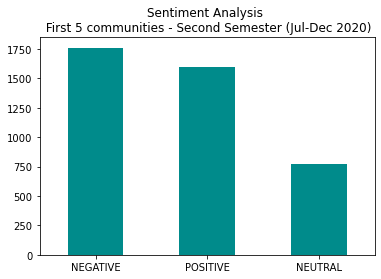 Sentiment Analysis
First 5 communities - Second Semester (Jul-Dec 2020)
1750
1500
1250
1000
750
500
250
0
NEGATIVE
POSITIVE
NEUTRAL